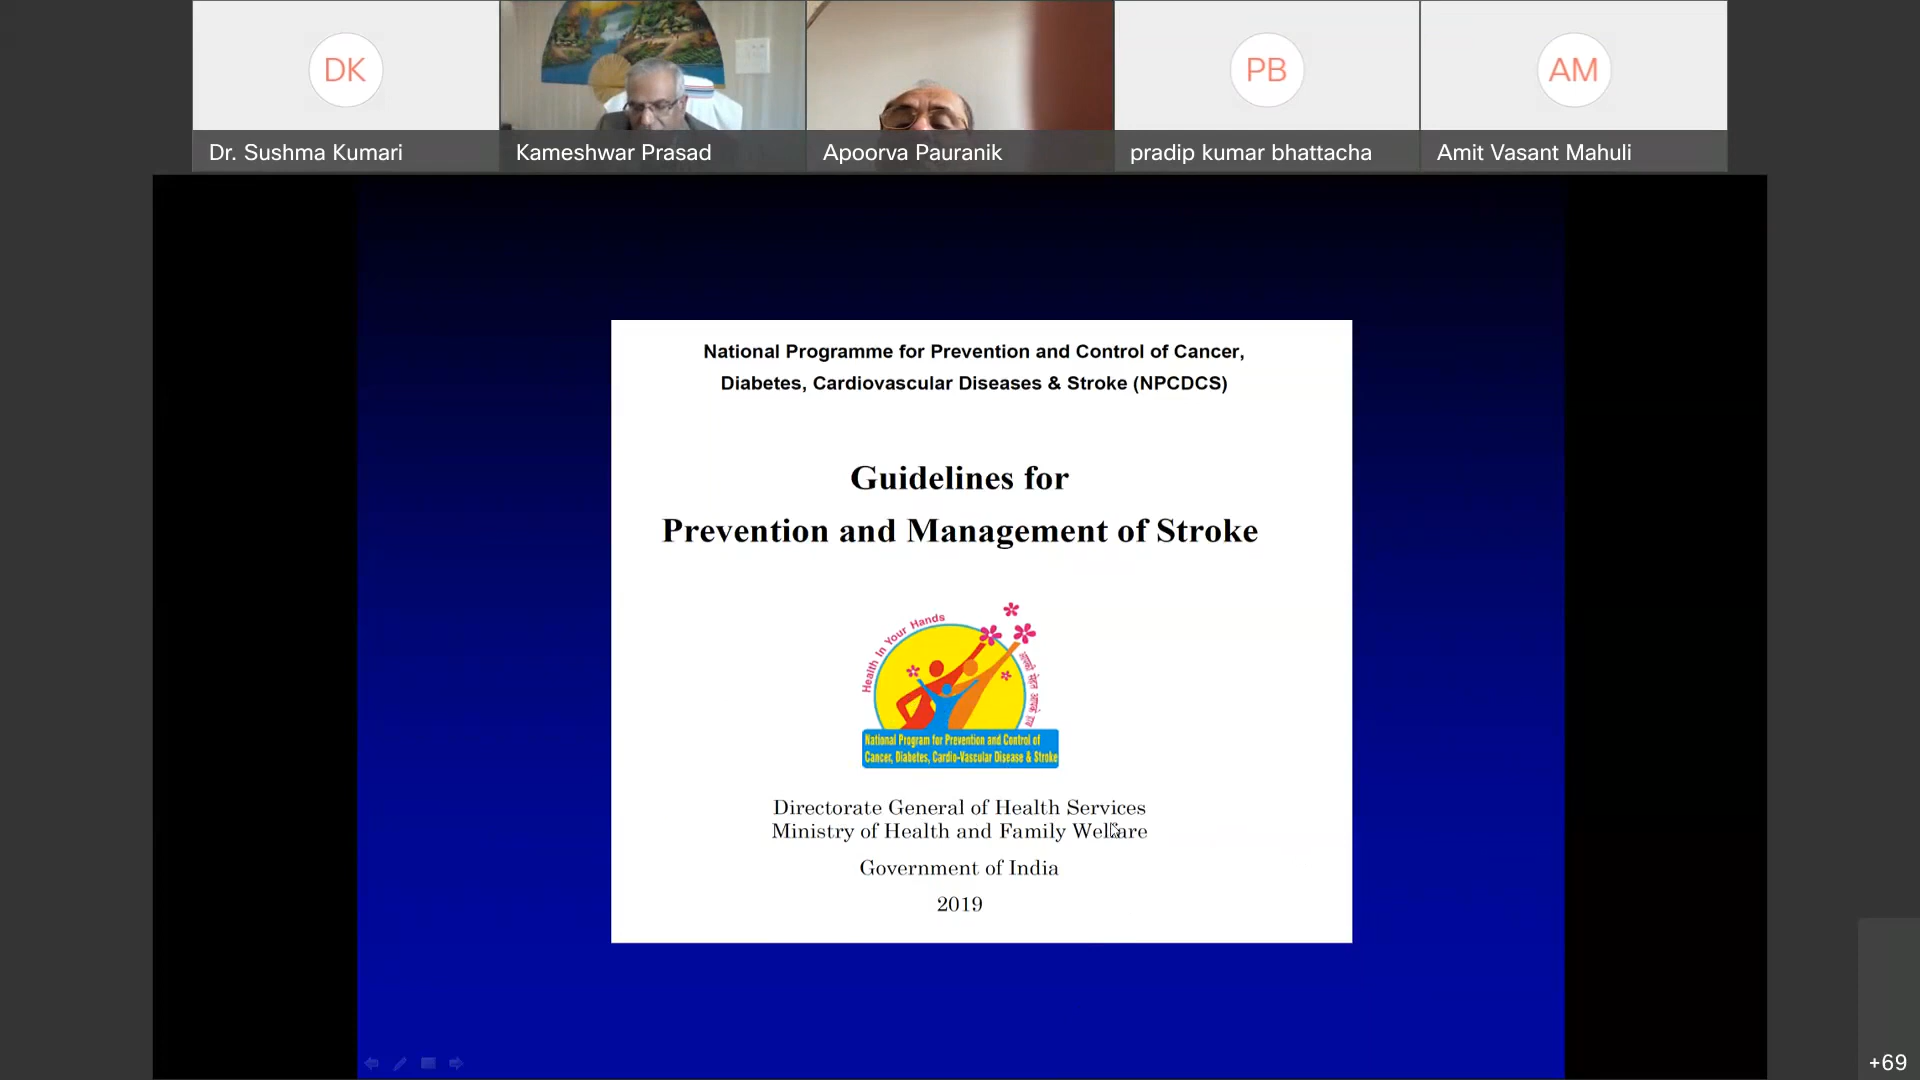 DK
PB
AM
Dr. Sushma Kumari
Kameshwar Prasad
Apoorva Pauranik
pradip kumar bhattacha
Amit Vasant Mahuli
National Programme for Prevention and Control of Cancer,
Diabetes, Cardiovascular Diseases & Stroke (NPCDCS)
Guidelines for
Prevention and Management of Stroke
Health In Your Hands
National Program for Prevention and Control of
Cancer, Diabetes, Cardio-Vascular Disease & Stroke
Directorate General of Health Services
Ministry of Health and Family Welfare
Government of India
2019
+69